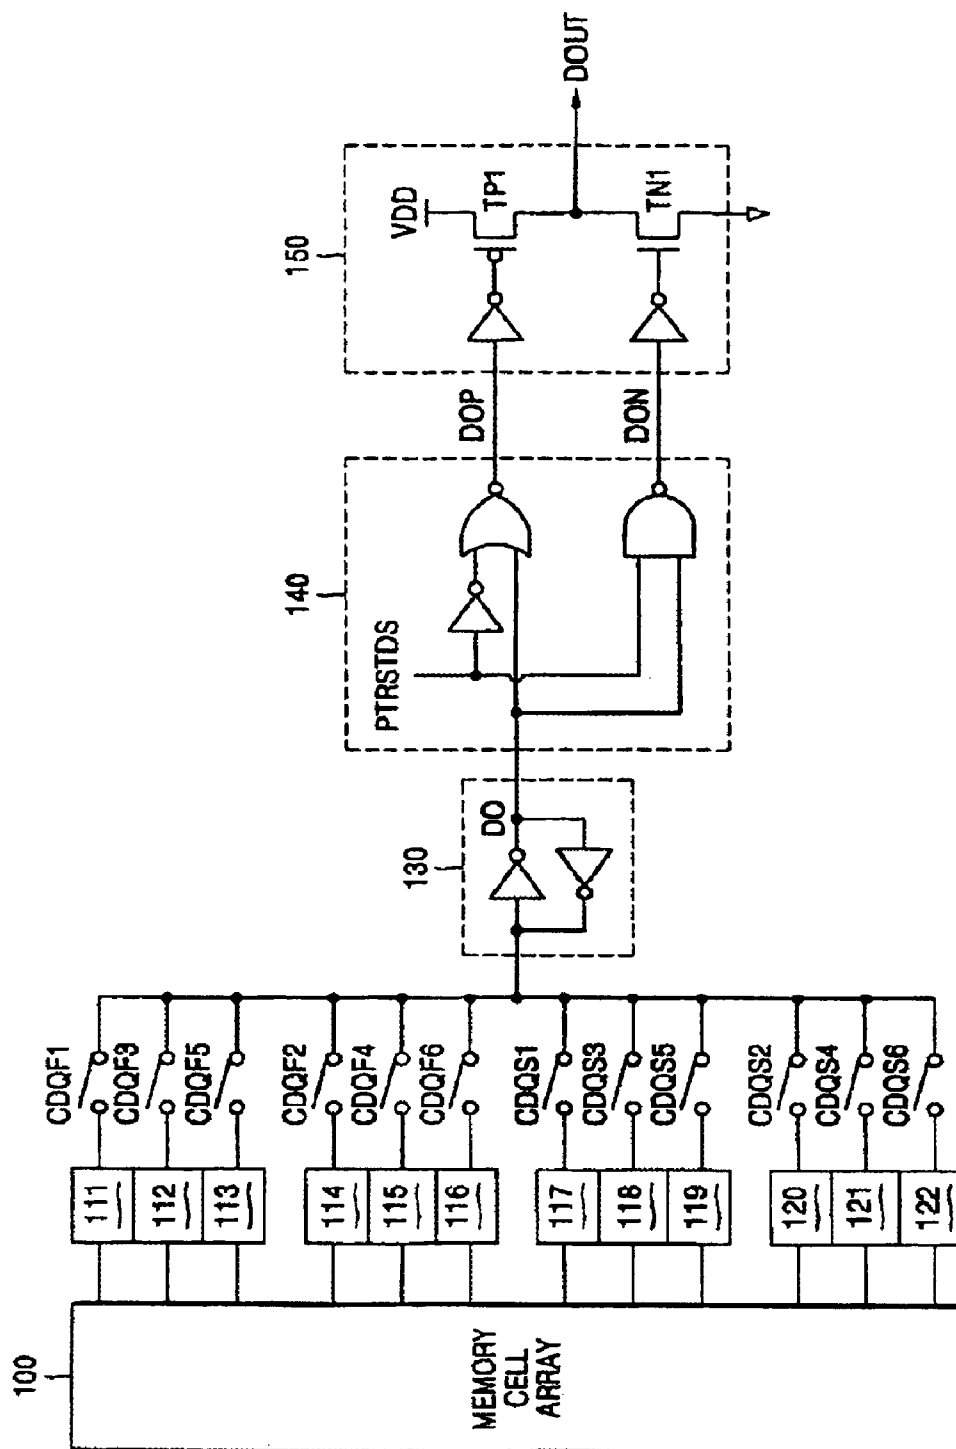 100
MEMORY
CELL
ARRAY
111
112
113
114
115
116
117
118
119
120
121
122
CDQF1
CDQF3
CDQF5
CDQF2
CDQF4
CDQF6
CDQS1
CDQS3
CDQS5
CDQS2
CDQS4
CDQS6
130
DO
140
PTRSTDS
DOP
DON
150
VDD
TP1
TN1
DOUT